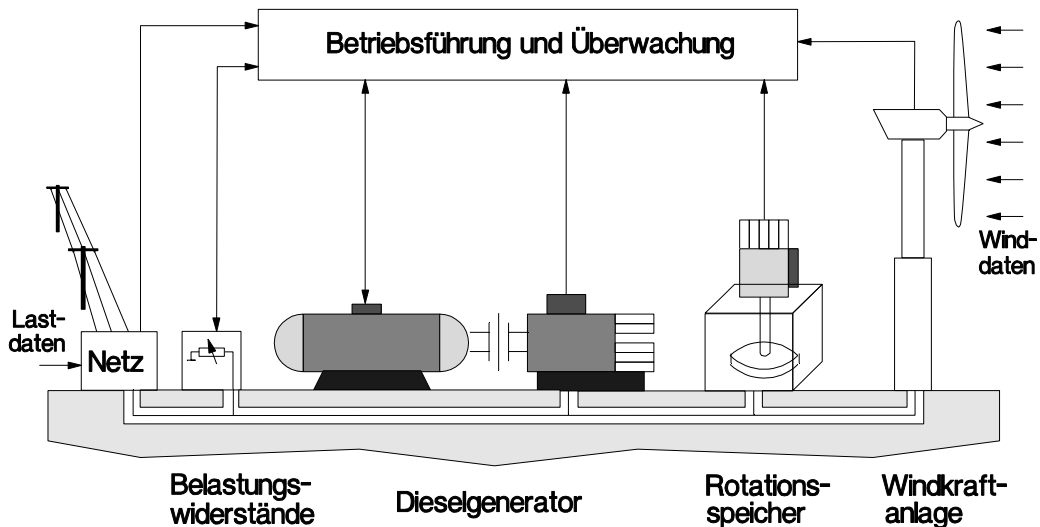 Betriebsführung und Überwachung
Wind-
daten
Last-
daten
Netz
Belastungs-
widerstände
Dieselgenerator
Rotations-
speicher
Windkraft-
anlage